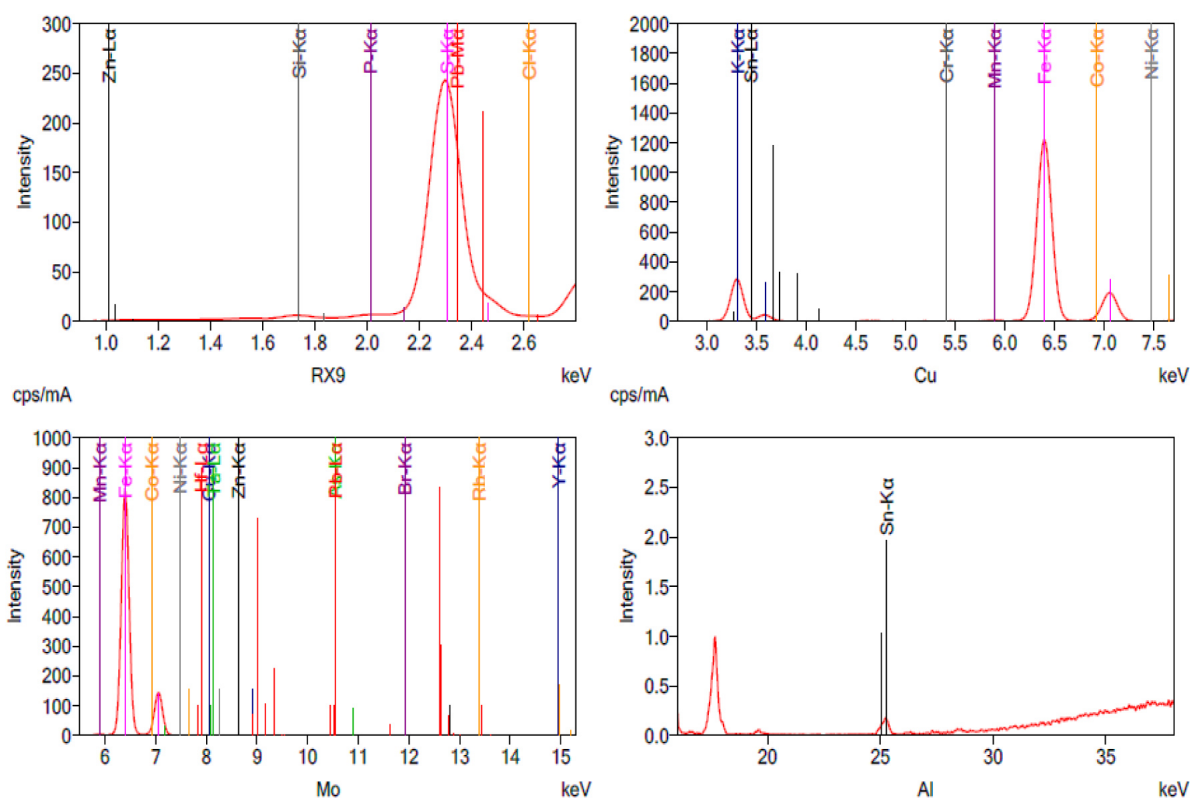 300
250
200
150
100
50
0
Intensity
Zn-Lα
Si-Kα
P-Kα
S-Kα
Pb-Mα
Cl-Kα
1.0 1.2 1.4 1.6 1.8 2.0 2.2 2.4 2.6
RX9 keV
2000
1800
1600
1400
1200
1000
800
600
400
200
0
Intensity
K-Kα
Sn-Lα
Cr-Kα
Mn-Kα
Fe-Kα
Co-Kα
Ni-Kα
3.0 3.5 4.0 4.5 5.0 5.5 6.0 6.5 7.0 7.5
Cu keV
cps/mA
1000
900
800
700
600
500
400
300
200
100
0
Intensity
Mn-Kα
Fe-Kα
Co-Kα
Ni-Kα
Hf-Lα
Zn-Kα
Pb-Lα
Br-Kα
Rb-Kα
Y-Kα
6 7 8 9 10 11 12 13 14 15
Mo keV
cps/mA
3.0
2.5
2.0
1.5
1.0
0.5
0.0
Intensity
Sn-Kα
20 25 30 35
Al keV